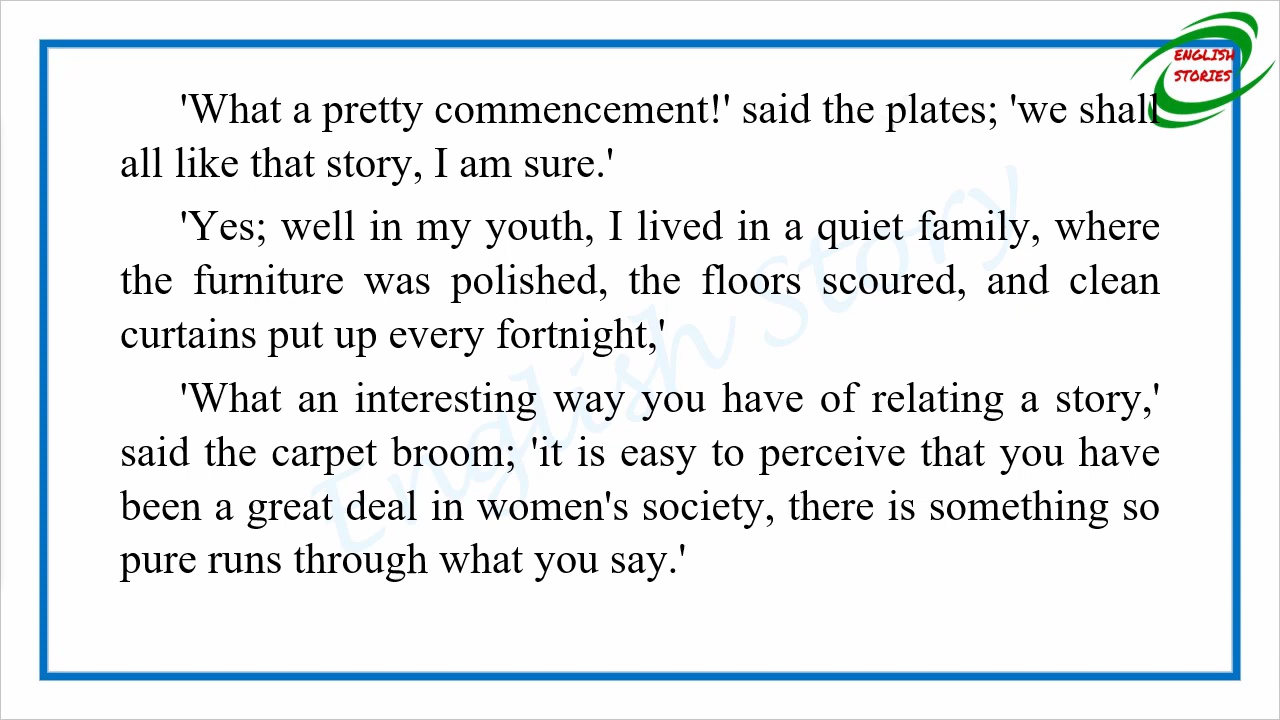 ENGLISH
STORIES
'What a pretty commencement!' said the plates; 'we shall
all like that story, I am sure.'
'Yes; well in my youth, I lived in a quiet family, where
the furniture was polished, the floors scoured, and clean
curtains put up every fortnight,'
'What an interesting way you have of relating a story,'
said the carpet broom; 'it is easy to perceive that you have
been a great deal in women's society, there is something so
pure runs through what you say.'
English Story